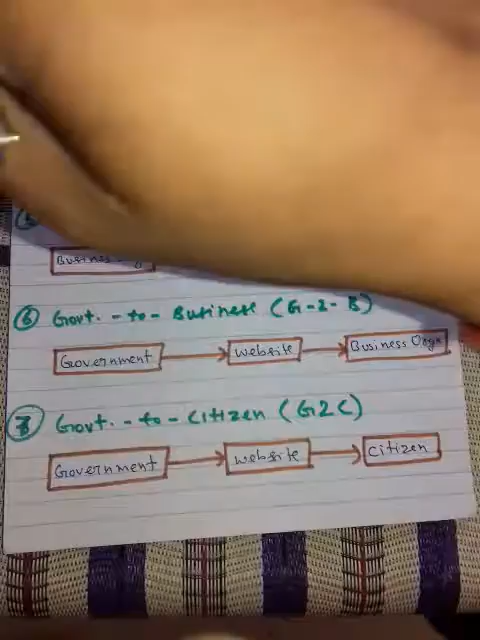 ⑥ Govt. - to - Business (G-2-B)
Government → website → Business Orgn
⑦ Govt. - to - Citizen (G2C)
Government → website → Citizen